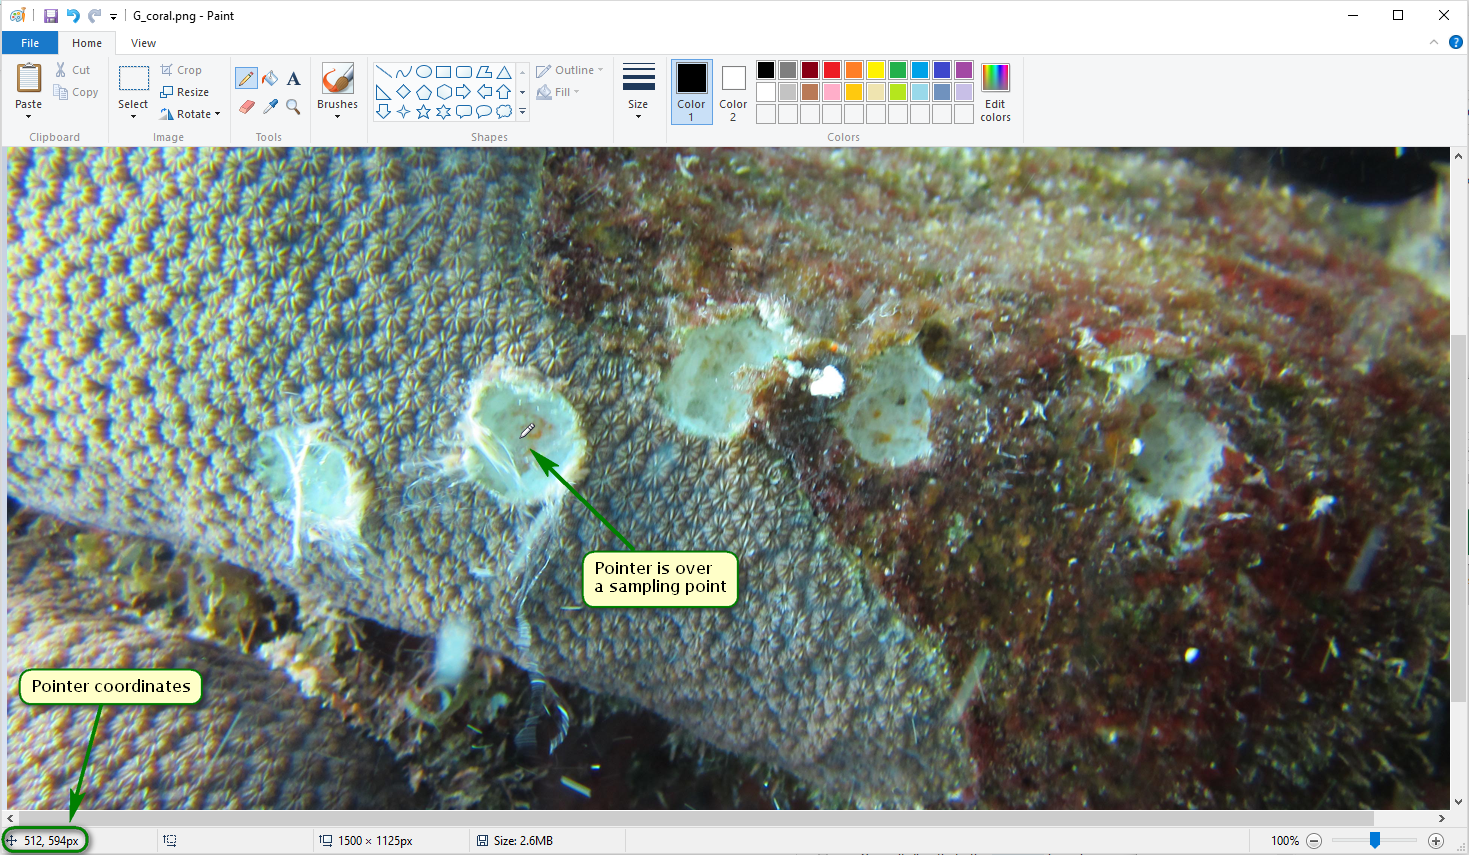 G_coral.png - Paint
File Home View
Paste
Cut
Copy
Clipboard
Select
Crop
Resize
Rotate
Image
A
Tools
Brushes
Outline
Fill
Shapes
Size
Color 1
Color 2
Edit colors
Colors
Pointer is over
a sampling point
Pointer coordinates
512, 594px
1500 × 1125px
Size: 2.6MB
100%